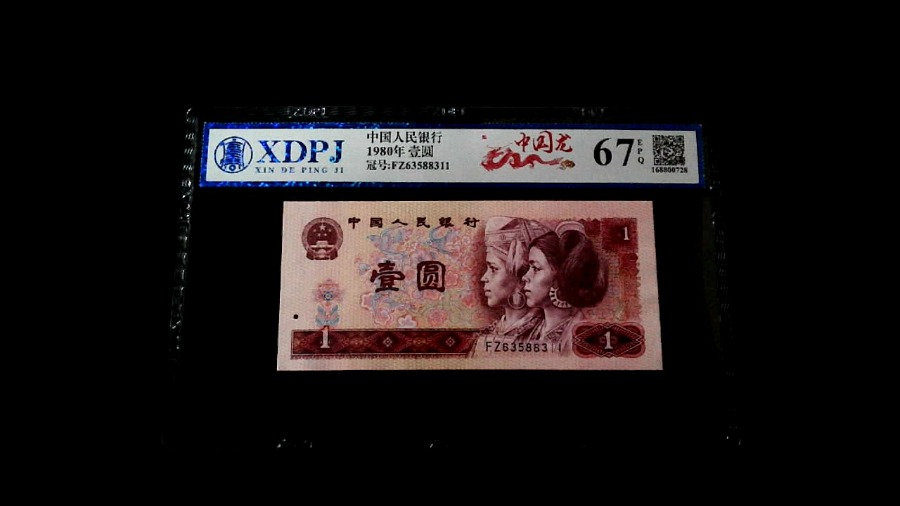 XDPJ
XIN DE PING JI
中国人民银行
1980年 壹圆
冠号:FZ63588311
中国龙
67
EPQ
168800728
中国人民银行
壹圆
1
1
1
FZ63588311